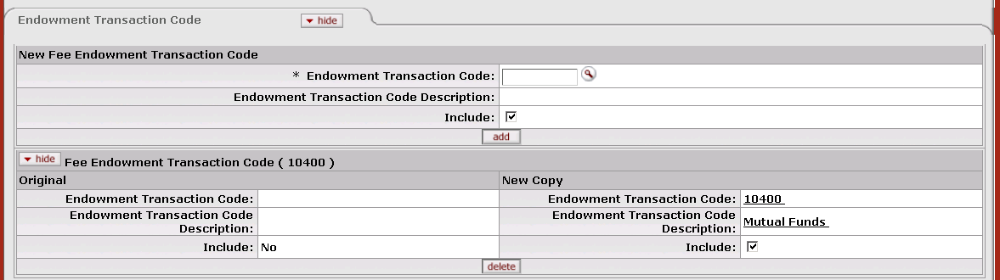 Endowment Transaction Code hide
New Fee Endowment Transaction Code
* Endowment Transaction Code:
Endowment Transaction Code Description:
Include:
add
hide Fee Endowment Transaction Code ( 10400 )
Original New Copy
Endowment Transaction Code: Endowment Transaction Code: 10400
Endowment Transaction Code Endowment Transaction Code
Description: Description: Mutual Funds
Include: No Include:
delete